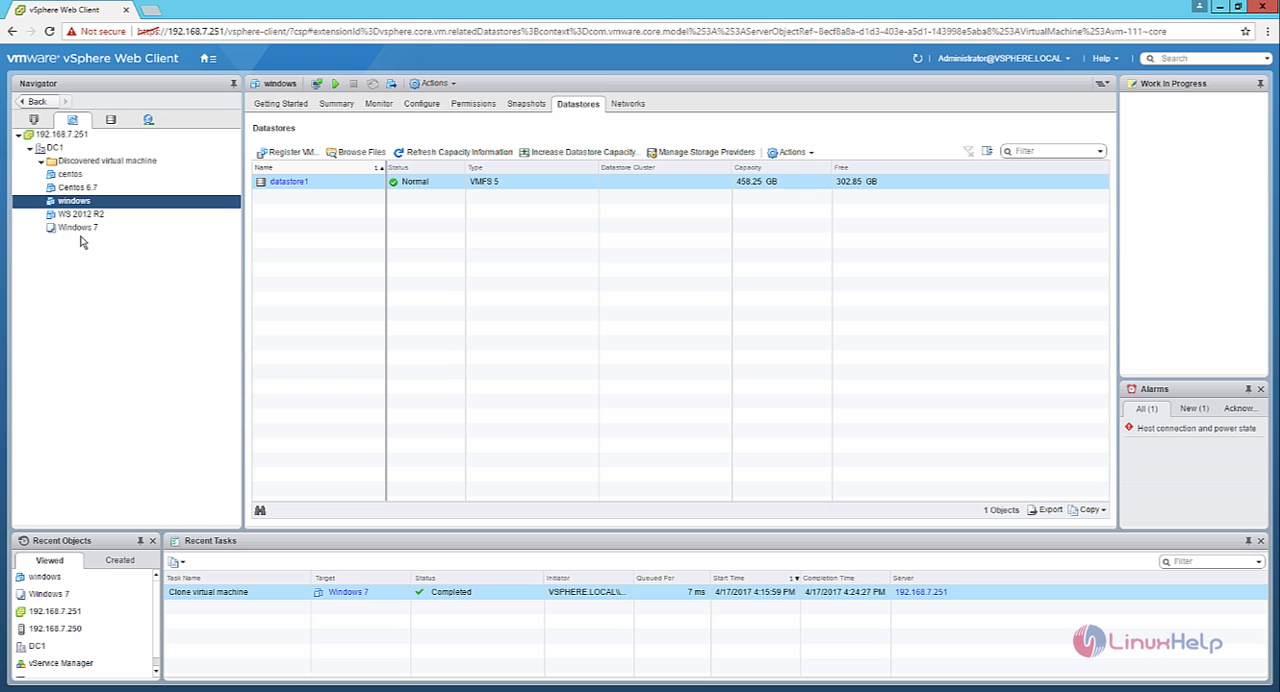 vSphere Web Client
Not secure https://192.168.7.251/vsphere-client/?csp#extensionId%3Dvsphere.core.vm.relatedDatastores%3Bcontext%3Dcom.vmware.core.model%253A%253AServerObjectRef~8ecf8a8a-d1d3-403e-a5d1-143998e5aba8%253AVirtualMachine%253Avm-111~core
vmware® vSphere Web Client Administrator@VSPHERE.LOCAL Help Search
Navigator
Back
192.168.7.251
DC1
Discovered virtual machine
centos
Centos 6.7
windows
WS 2012 R2
Windows 7
windows Actions
Getting Started Summary Monitor Configure Permissions Snapshots Datastores Networks
Datastores
Register VM... Browse Files Refresh Capacity Information Increase Datastore Capacity... Manage Storage Providers Actions Filter
Name 1 Status Type Datastore Cluster Capacity Free
datastore1 Normal VMFS 5 458.25 GB 302.85 GB
1 Objects Export Copy
Work In Progress
Alarms
All (1) New (1) Acknow...
Host connection and power state
Recent Objects
Viewed Created
windows
Windows 7
192.168.7.251
192.168.7.250
DC1
vService Manager
Recent Tasks
Filter
Task Name Target Status Initiator Queued For Start Time 1 Completion Time Server
Clone virtual machine Windows 7 Completed VSPHERE.LOCAL\\... 7 ms 4/17/2017 4:15:59 PM 4/17/2017 4:24:27 PM 192.168.7.251
LinuxHelp